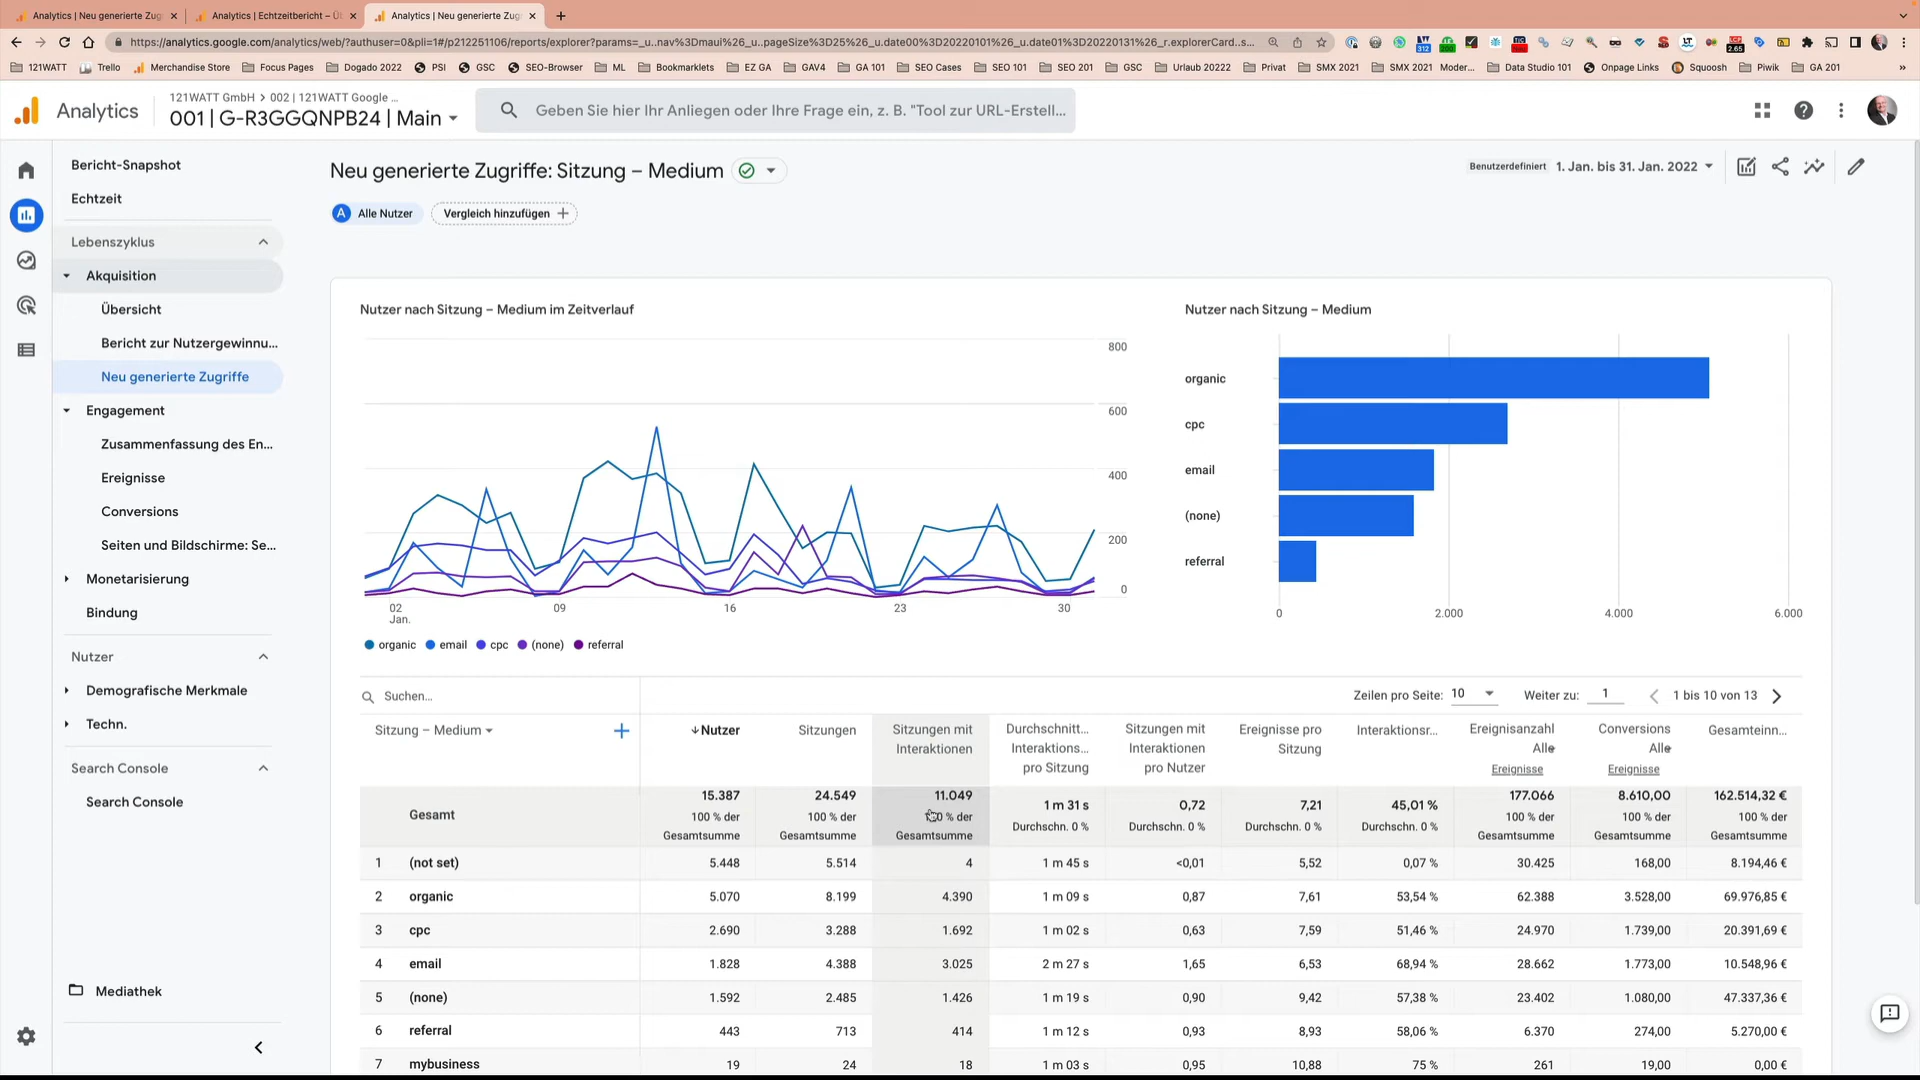 Analytics | Neu generierte Zug
Analytics | Echtzeitbericht – Üb
Analytics | Neu generierte Zug
https://analytics.google.com/analytics/web/?authuser=0&pli=1#/p212251106/reports/explorer?params=_u..nav%3Dmaui%26_u.pageSize%3D25%26_u.date00%3D20220101%26_u.date01%3D20220131%26_r.explorerCard..s...
121WATT
Trello
Merchandise Store
Focus Pages
Dogado 2022
PSI
GSC
SEO-Browser
ML
Bookmarklets
EZ GA
GAV4
GA 101
SEO Cases
SEO 101
SEO 201
GSC
Urlaub 20222
Privat
SMX 2021
SMX 2021 Moder...
Data Studio 101
Onpage Links
Squoosh
Piwik
GA 201
»
Analytics
121WATT GmbH > 002 | 121WATT Google ...
001 | G-R3GGQNPB24 | Main
Geben Sie hier Ihr Anliegen oder Ihre Frage ein, z. B. "Tool zur URL-Erstell...
Bericht-Snapshot
Echtzeit
Lebenszyklus
Akquisition
Übersicht
Bericht zur Nutzergewinnu...
Neu generierte Zugriffe
Engagement
Zusammenfassung des En...
Ereignisse
Conversions
Seiten und Bildschirme: Se...
Monetarisierung
Bindung
Nutzer
Demografische Merkmale
Techn.
Search Console
Search Console
Mediathek
Neu generierte Zugriffe: Sitzung – Medium
Benutzerdefiniert 1. Jan. bis 31. Jan. 2022
A Alle Nutzer
Vergleich hinzufügen
Nutzer nach Sitzung – Medium im Zeitverlauf
800
600
400
200
0
02
Jan.
09
16
23
30
organic email cpc (none) referral
Nutzer nach Sitzung – Medium
organic
cpc
email
(none)
referral
0 2.000 4.000 6.000
Suchen...
Zeilen pro Seite: 10 Weiter zu: 1 1 bis 10 von 13
Sitzung – Medium
Nutzer
Sitzungen
Sitzungen mit
Interaktionen
Durchschnitt...
Interaktions...
pro Sitzung
Sitzungen mit
Interaktionen
pro Nutzer
Ereignisse pro
Sitzung
Interaktionsr...
Ereignisanzahl
Alle
Ereignisse
Conversions
Alle
Ereignisse
Gesamteinn...
Gesamt
15.387
100 % der
Gesamtsumme
24.549
100 % der
Gesamtsumme
11.049
% der
Gesamtsumme
1 m 31 s
Durchschn. 0 %
0,72
Durchschn. 0 %
7,21
Durchschn. 0 %
45,01 %
Durchschn. 0 %
177.066
100 % der
Gesamtsumme
8.610,00
100 % der
Gesamtsumme
162.514,32 €
100 % der
Gesamtsumme
1 (not set) 5.448 5.514 4 1 m 45 s <0,01 5,52 0,07 % 30.425 168,00 8.194,46 €
2 organic 5.070 8.199 4.390 1 m 09 s 0,87 7,61 53,54 % 62.388 3.528,00 69.976,85 €
3 cpc 2.690 3.288 1.692 1 m 02 s 0,63 7,59 51,46 % 24.970 1.739,00 20.391,69 €
4 email 1.828 4.388 3.025 2 m 27 s 1,65 6,53 68,94 % 28.662 1.773,00 10.548,96 €
5 (none) 1.592 2.485 1.426 1 m 19 s 0,90 9,42 57,38 % 23.402 1.080,00 47.337,36 €
6 referral 443 713 414 1 m 12 s 0,93 8,93 58,06 % 6.370 274,00 5.270,00 €
7 mybusiness 19 24 18 1 m 03 s 0,95 10,88 75 % 261 19,00 0,00 €